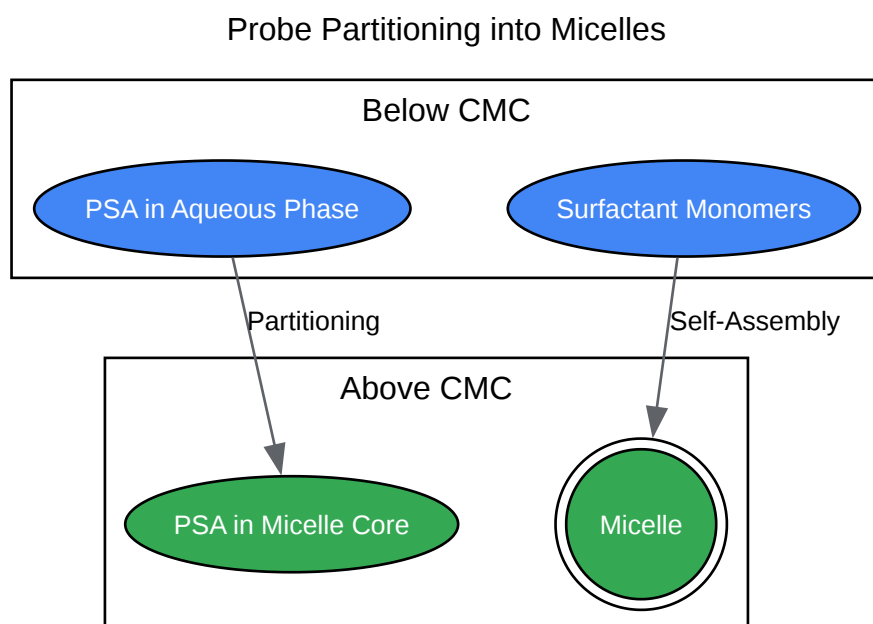 Probe Partitioning into Micelles
Below CMC
PSA in Aqueous Phase
Surfactant Monomers
Partitioning
Self-Assembly
Above CMC
PSA in Micelle Core
Micelle